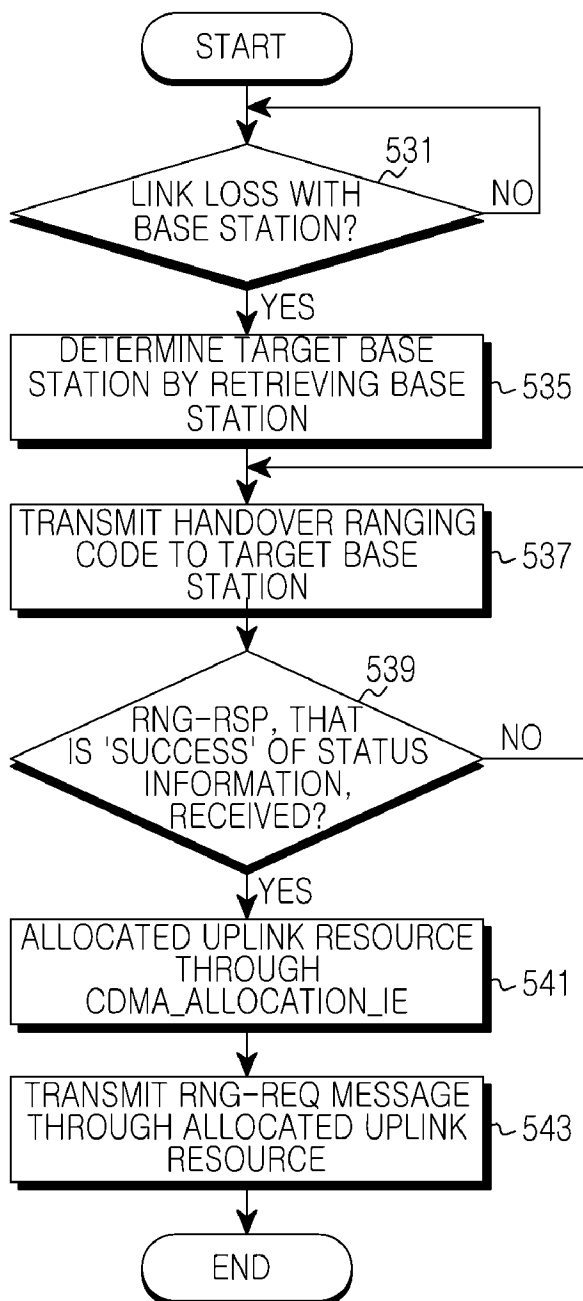 START
531
LINK LOSS WITH
BASE STATION?
NO
YES
DETERMINE TARGET BASE
STATION BY RETRIEVING BASE
STATION
535
TRANSMIT HANDOVER RANGING
CODE TO TARGET BASE
STATION
537
539
RNG-RSP, THAT
IS 'SUCCESS' OF STATUS
INFORMATION,
RECEIVED?
NO
YES
ALLOCATED UPLINK RESOURCE
THROUGH
CDMA_ALLOCATION_IE
541
TRANSMIT RNG-REQ MESSAGE
THROUGH ALLOCATED UPLINK
RESOURCE
543
END